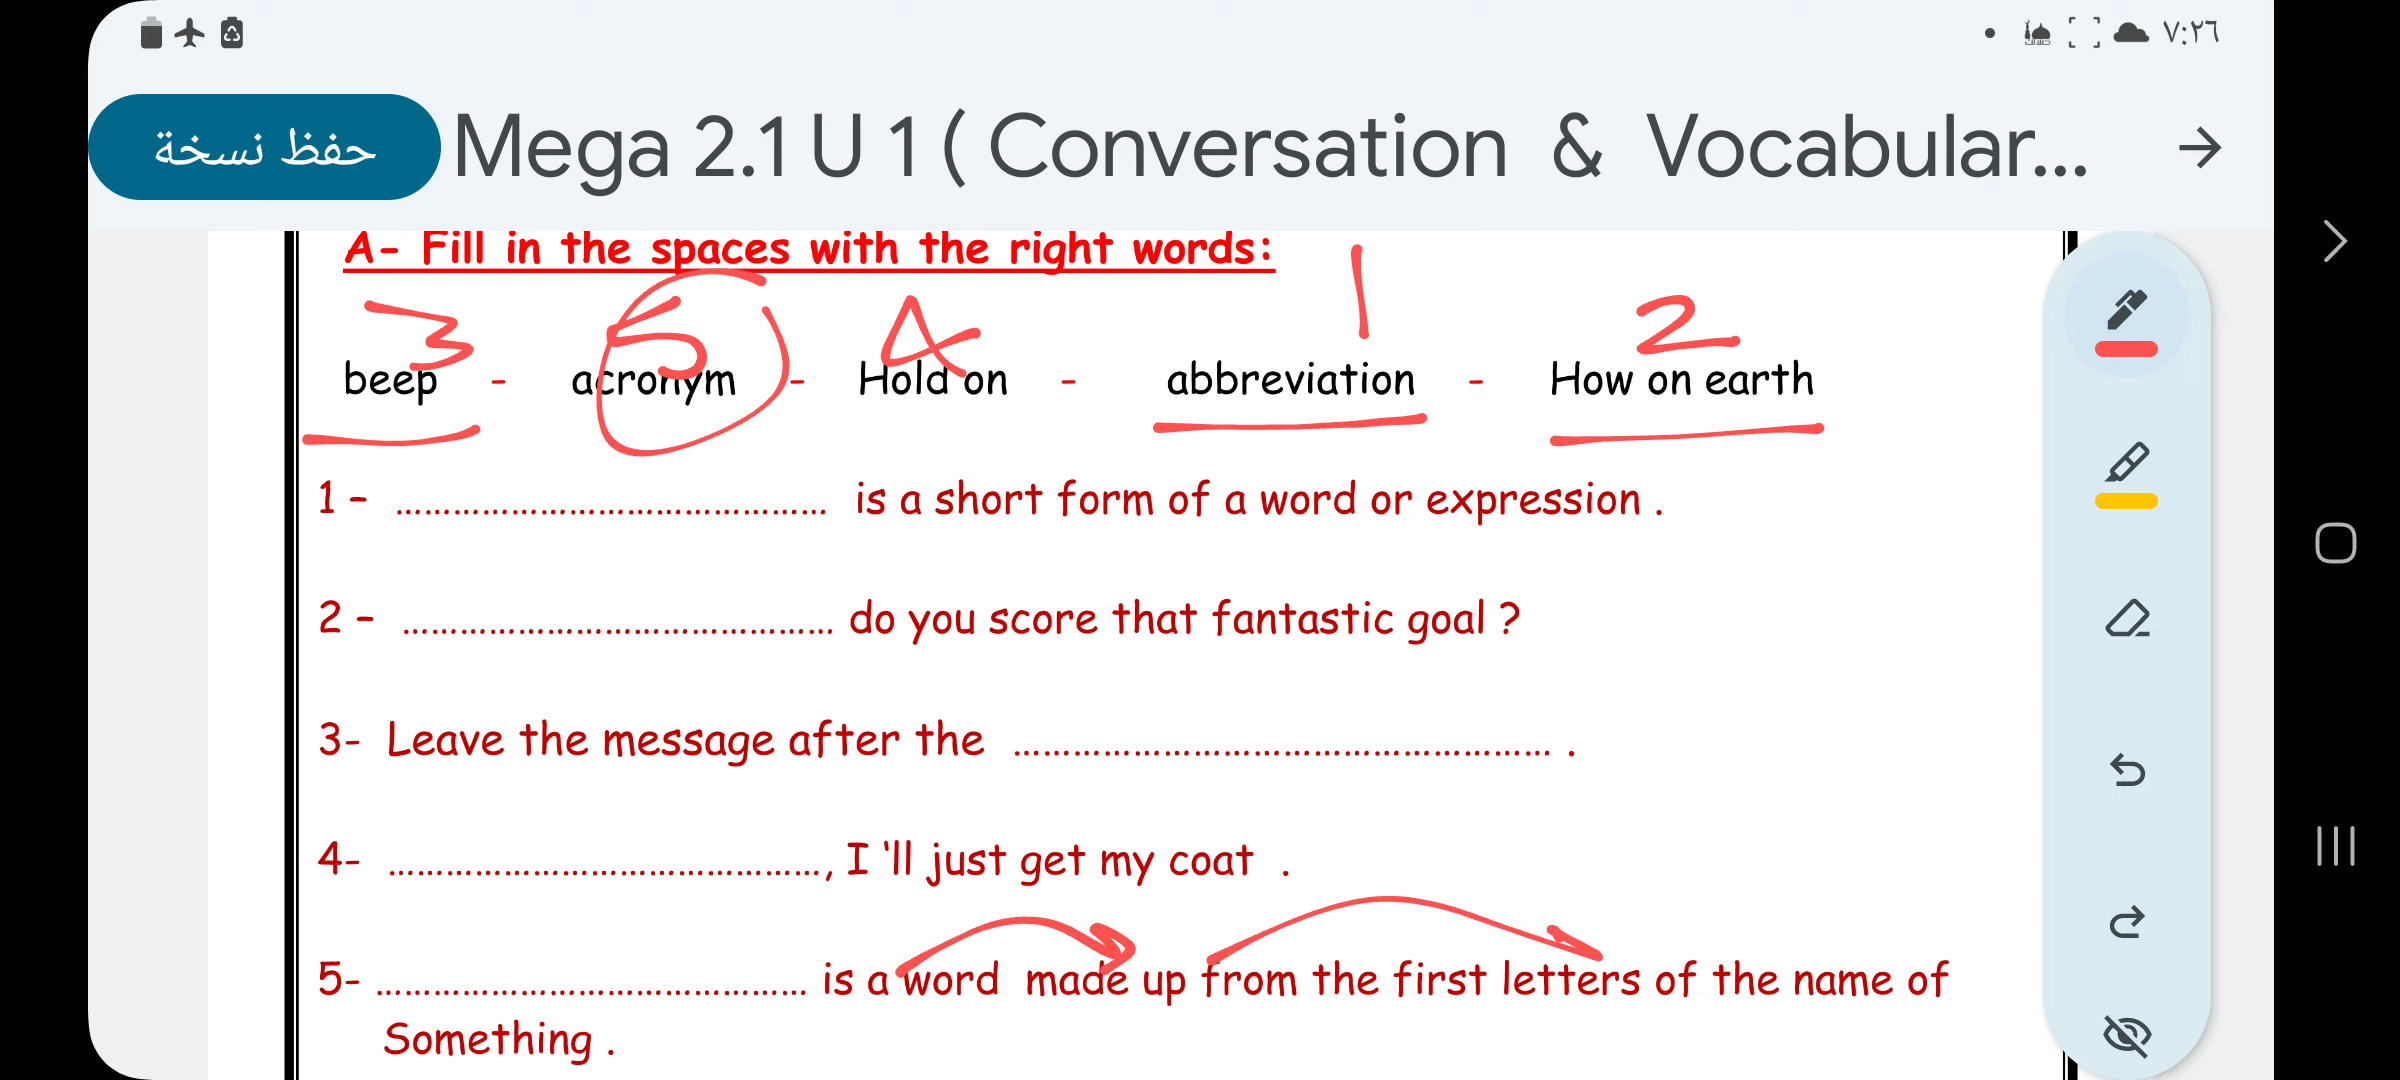 ٧:٢٦
حفظ نسخة Mega 2.1 U 1 ( Conversation & Vocabular...
A- Fill in the spaces with the right words:
3 5 4 1 2
beep - acronym - Hold on - abbreviation - How on earth
1 – ........................................... is a short form of a word or expression .
2 – ........................................... do you score that fantastic goal ?
3- Leave the message after the ..................................................... .
4- ..........................................., I 'll just get my coat .
5- ........................................... is a word made up from the first letters of the name of
Something .